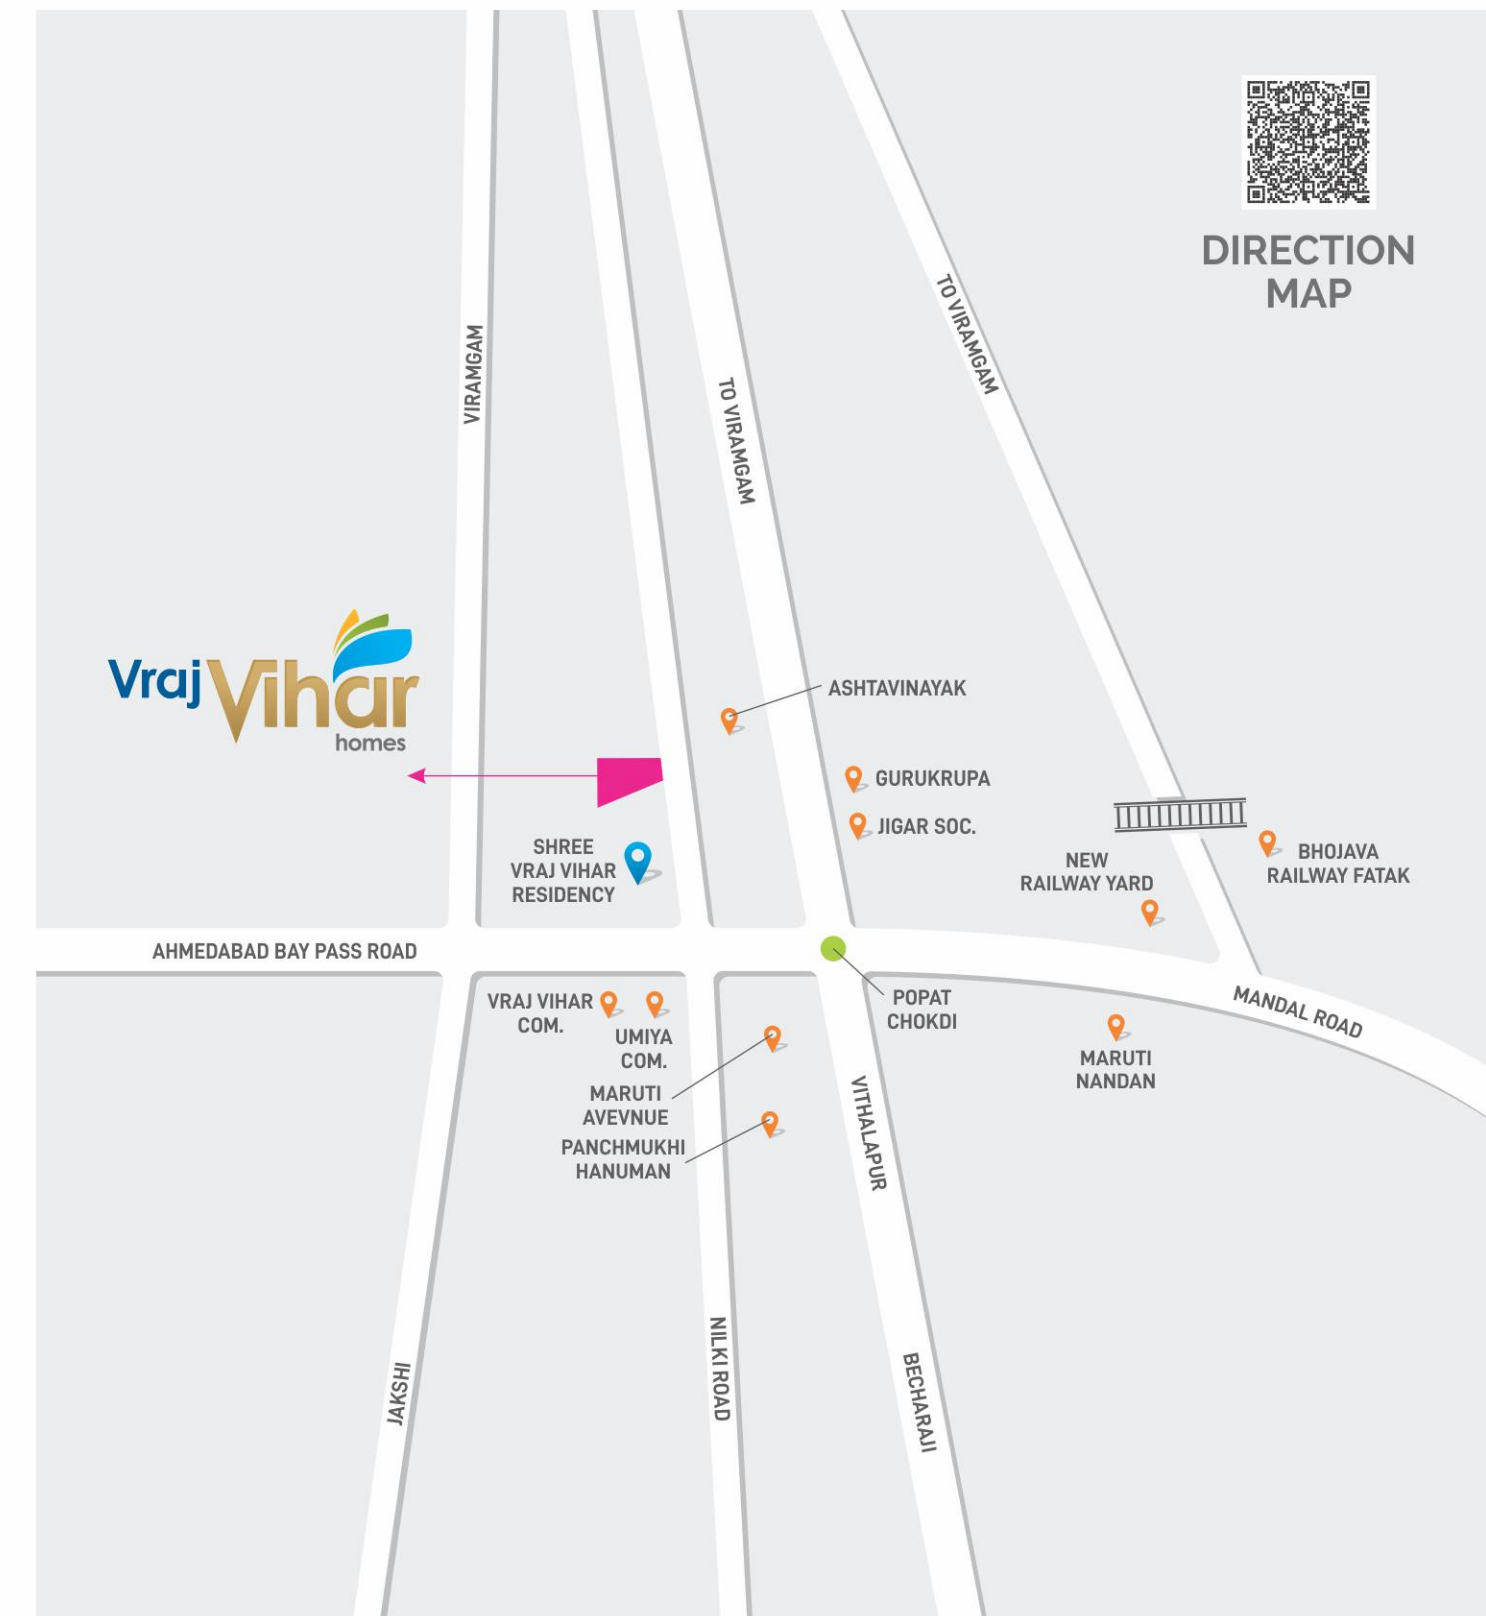 DIRECTION
MAP
TO VIRAMGAM
VIRAMGAM
TO VIRAMGAM
Vraj Vihar
homes
ASHTAVINAYAK
GURUKRUPA
JIGAR SOC.
SHREE
VRAJ VIHAR
RESIDENCY
NEW
RAILWAY YARD
BHOJAVA
RAILWAY FATAK
AHMEDABAD BAY PASS ROAD
POPAT
CHOKDI
MANDAL ROAD
VRAJ VIHAR
COM.
UMIYA
COM.
MARUTI
AVEVNUE
PANCHMUKHI
HANUMAN
MARUTI
NANDAN
VITHALAPUR
JAKSHI
NILKI ROAD
BECHARAJI